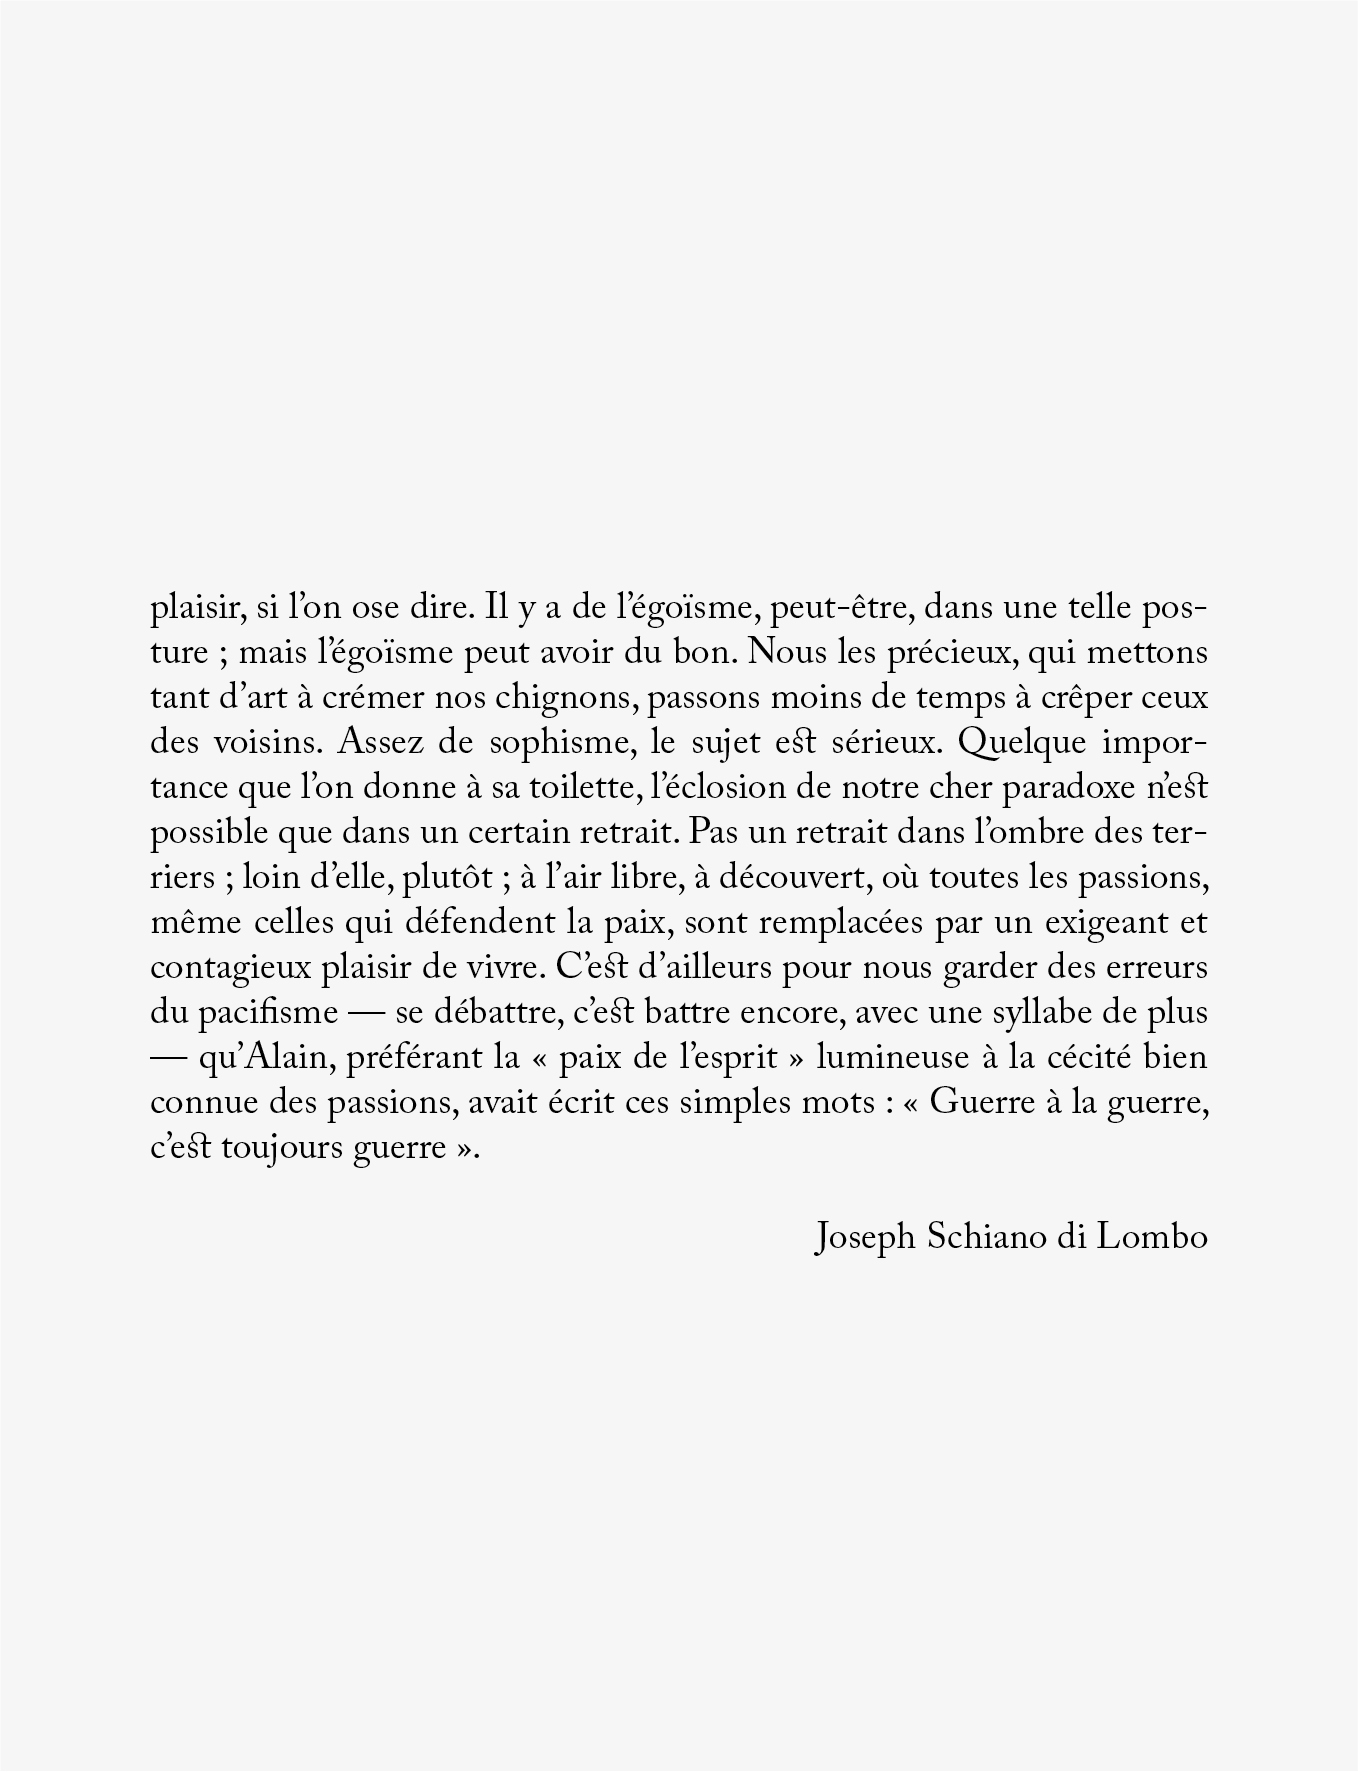 plaisir, si l’on ose dire. Il y a de l’égoïsme, peut-être, dans une telle pos-
ture ; mais l’égoïsme peut avoir du bon. Nous les précieux, qui mettons
tant d’art à crémer nos chignons, passons moins de temps à crêper ceux
des voisins. Assez de sophisme, le sujet est sérieux. Quelque impor-
tance que l’on donne à sa toilette, l’éclosion de notre cher paradoxe n’est
possible que dans un certain retrait. Pas un retrait dans l’ombre des ter-
riers ; loin d’elle, plutôt ; à l’air libre, à découvert, où toutes les passions,
même celles qui défendent la paix, sont remplacées par un exigeant et
contagieux plaisir de vivre. C’est d’ailleurs pour nous garder des erreurs
du pacifisme — se débattre, c’est battre encore, avec une syllabe de plus
— qu’Alain, préférant la « paix de l’esprit » lumineuse à la cécité bien
connue des passions, avait écrit ces simples mots : « Guerre à la guerre,
c’est toujours guerre ».
Joseph Schiano di Lombo